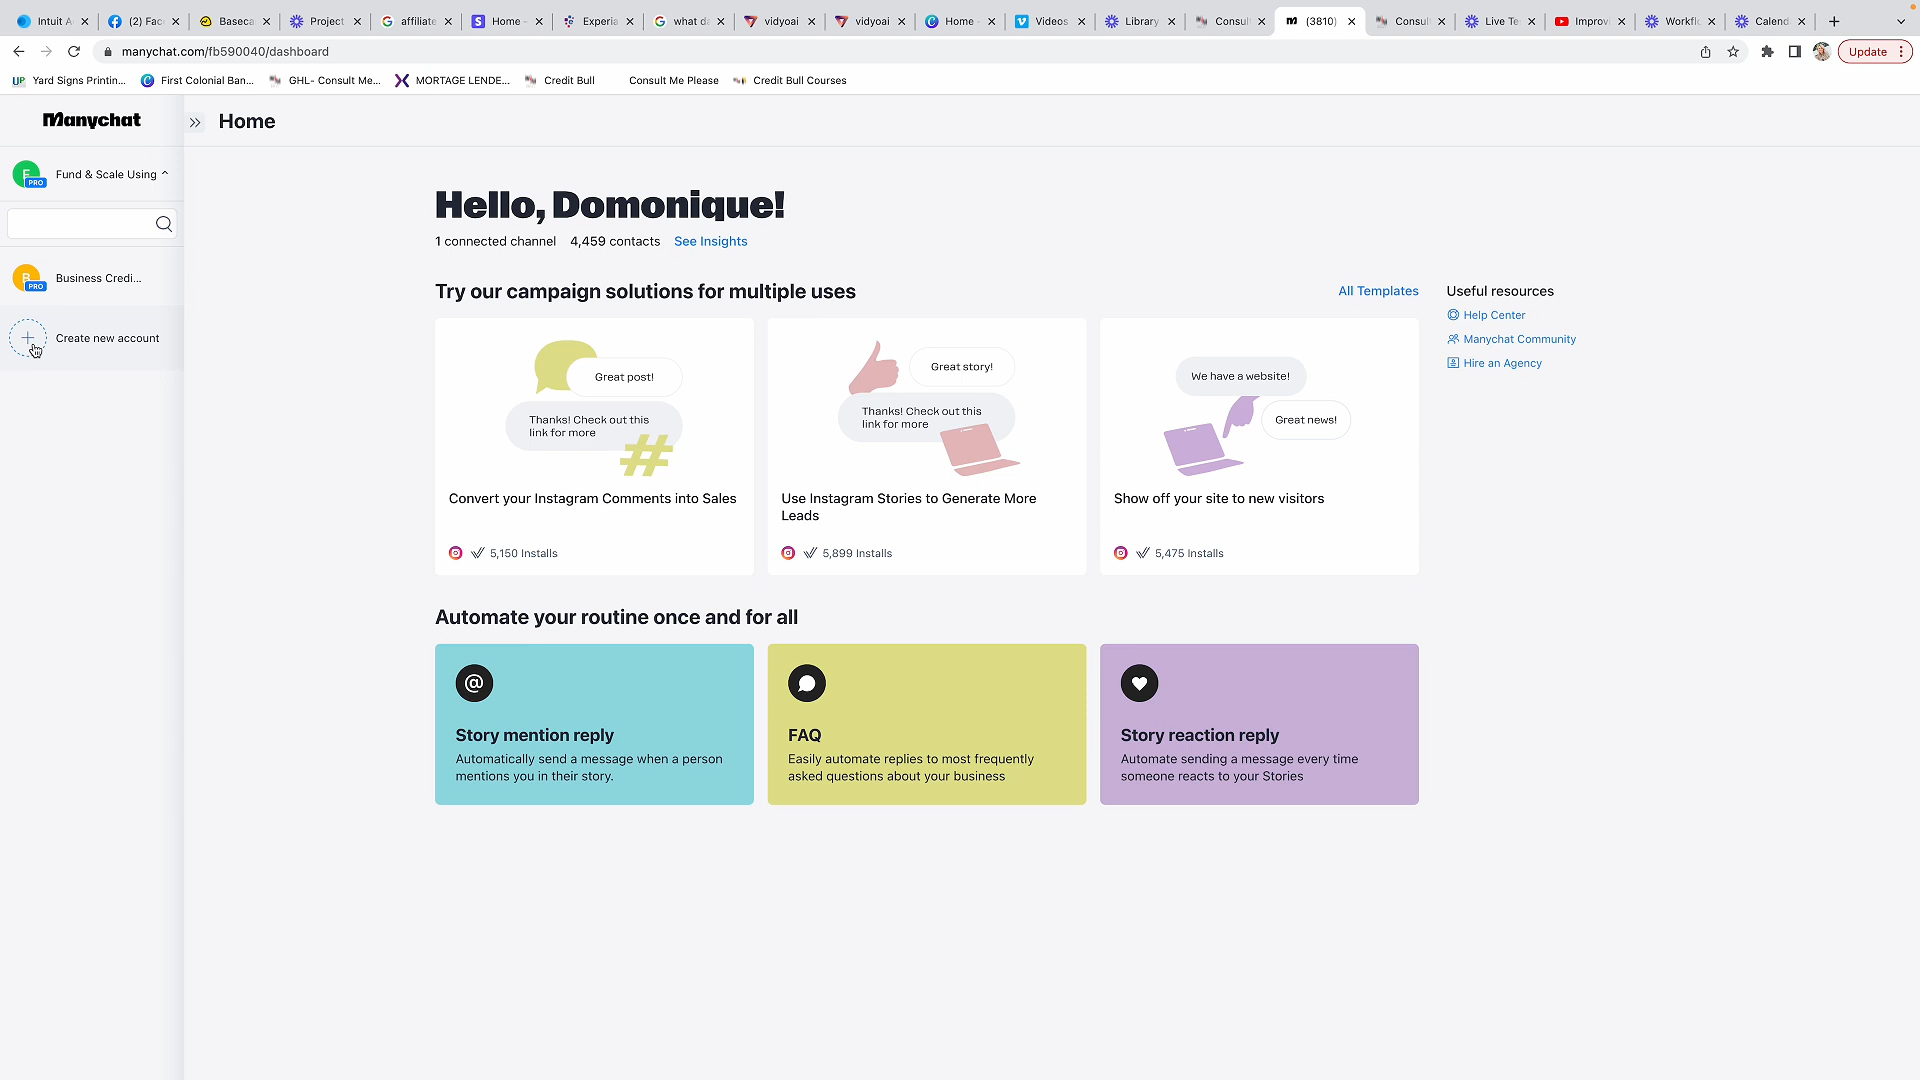 Intuit A
(2) Fac
Baseca
Project
affiliate
Home -
Experia
what da
vidyoai
vidyoai
Home -
Videos
Library
Consul
(3810)
Consul
Live Te
Improv
Workfl
Calend
manychat.com/fb590040/dashboard
Update
UP Yard Signs Printin...
First Colonial Ban...
GHL- Consult Me...
MORTAGE LENDE...
Credit Bull
Consult Me Please
Credit Bull Courses
Manychat
Home
F PRO Fund & Scale Using
B PRO Business Credi...
Create new account
Hello, Domonique!
1 connected channel 4,459 contacts See Insights
Try our campaign solutions for multiple uses
All Templates
Great post!
Thanks! Check out this
link for more
#
Convert your Instagram Comments into Sales
5,150 Installs
Great story!
Thanks! Check out this
link for more
Use Instagram Stories to Generate More
Leads
5,899 Installs
We have a website!
Great news!
Show off your site to new visitors
5,475 Installs
Useful resources
Help Center
Manychat Community
Hire an Agency
Automate your routine once and for all
@
Story mention reply
Automatically send a message when a person
mentions you in their story.
FAQ
Easily automate replies to most frequently
asked questions about your business
Story reaction reply
Automate sending a message every time
someone reacts to your Stories